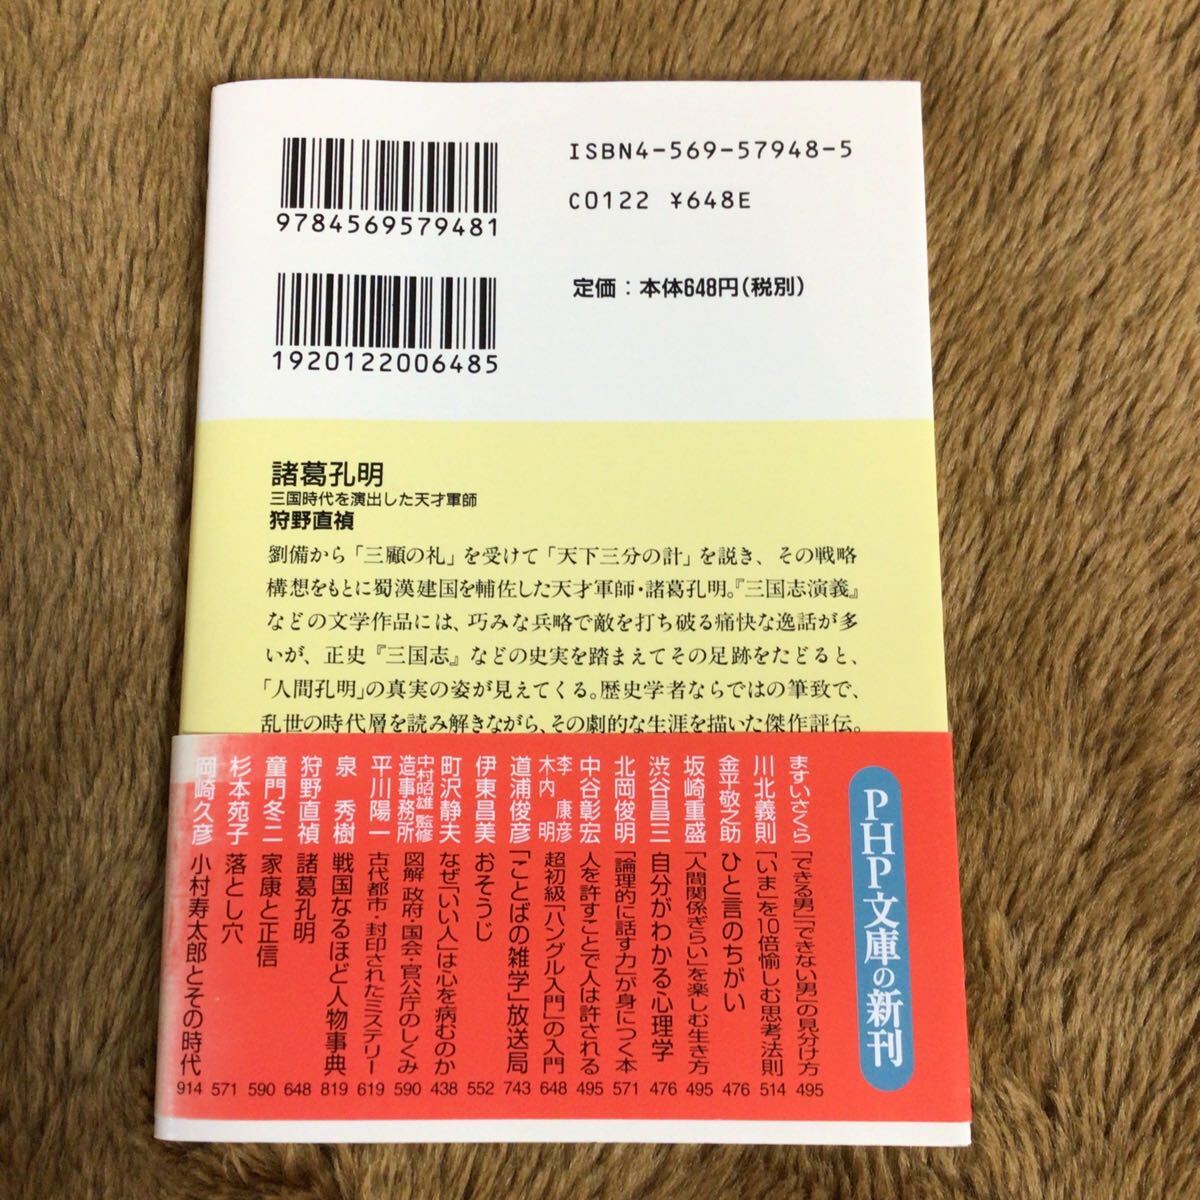 ISBN4-569-57948-5
9784569579481
C0122 ¥648E
定価：本体648円(税別)
1920122006485
諸葛孔明
三国時代を演出した天才軍師
狩野直禎
劉備から「三顧の礼」を受けて「天下三分の計」を説き、その戦略
構想をもとに蜀漢建国を輔佐した天才軍師・諸葛孔明。『三国志演義』
などの文学作品には、巧みな兵略で敵を打ち破る痛快な逸話が多
いが、正史『三国志』などの史実を踏まえてその足跡をたどると、
「人間孔明」の真実の姿が見えてくる。歴史学者ならではの筆致で、
乱世の時代層を読み解きながら、その劇的な生涯を描いた傑作評伝。
PHP文庫の新刊
ますいさくら 「できる男」「できない男」の見分け方 495
川北義則 「いま」を10倍愉しむ思考法則 514
金平敬之助 ひと言のちがい 476
坂崎重盛 「人間関係ぎらい」を楽しむ生き方 495
渋谷昌三 自分がわかる心理学 476
北岡俊明 「論理的に話す力」が身につく本 571
中谷彰宏 人を許すことで人は許される 495
李康彦
木内明 超初級「ハングル入門」の入門 648
道浦俊彦 「ことばの雑学」放送局 743
伊東昌美 おそうじ 552
町沢静夫 なぜ「いい人」は心を病むのか 438
中村昭雄 監修
造事務所 図解 政府・国会・官公庁のしくみ 590
平川陽一 古代都市・封印されたミステリー 619
泉秀樹 戦国なるほど人物事典 819
狩野直禎 諸葛孔明 648
童門冬二 家康と正信 590
杉本苑子 落とし穴 571
岡崎久彦 小村寿太郎とその時代 914